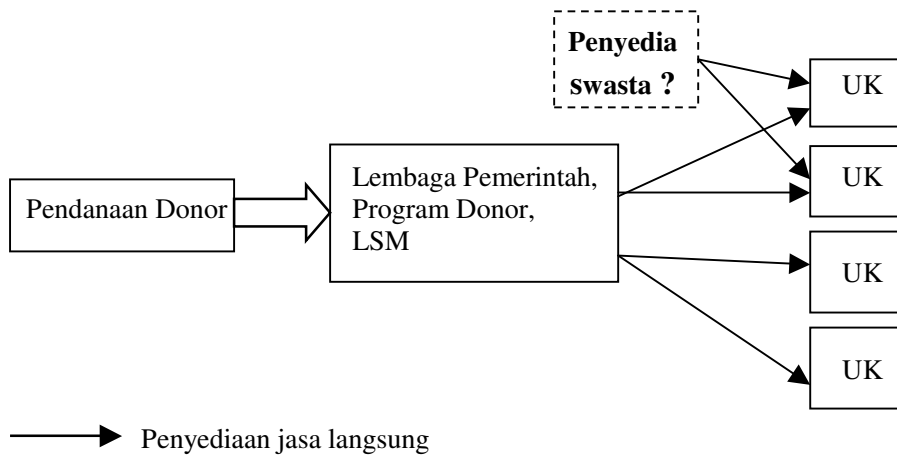 Penyedia
swasta ?
UK
UK
Pendanaan Donor
Lembaga Pemerintah,
Program Donor,
LSM
UK
UK
Penyediaan jasa langsung